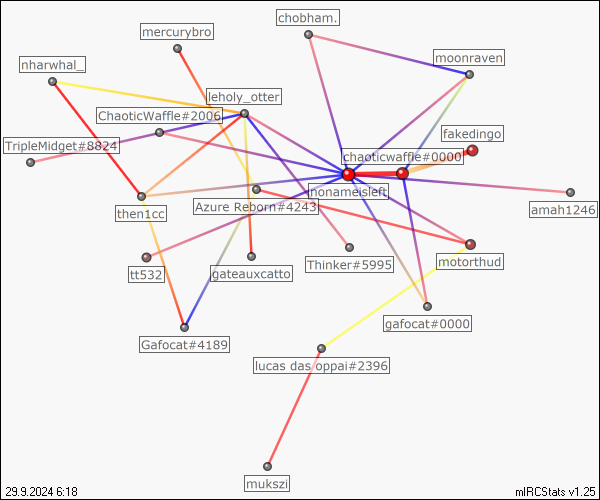 chobham.
mercurybro
moonraven
nharwhal_
leholy_otter
ChaoticWaffle#2006
fakedingo
TripleMidget#8824
chaoticwaffle#0000
nonameisleft
Azure Reborn#4243
then1cc
amah1246
motorthud
Thinker#5995
tt532
gateauxcatto
gafocat#0000
Gafocat#4189
lucas das oppai#2396
mukszi
29.9.2024 6:18
mIRCStats v1.25